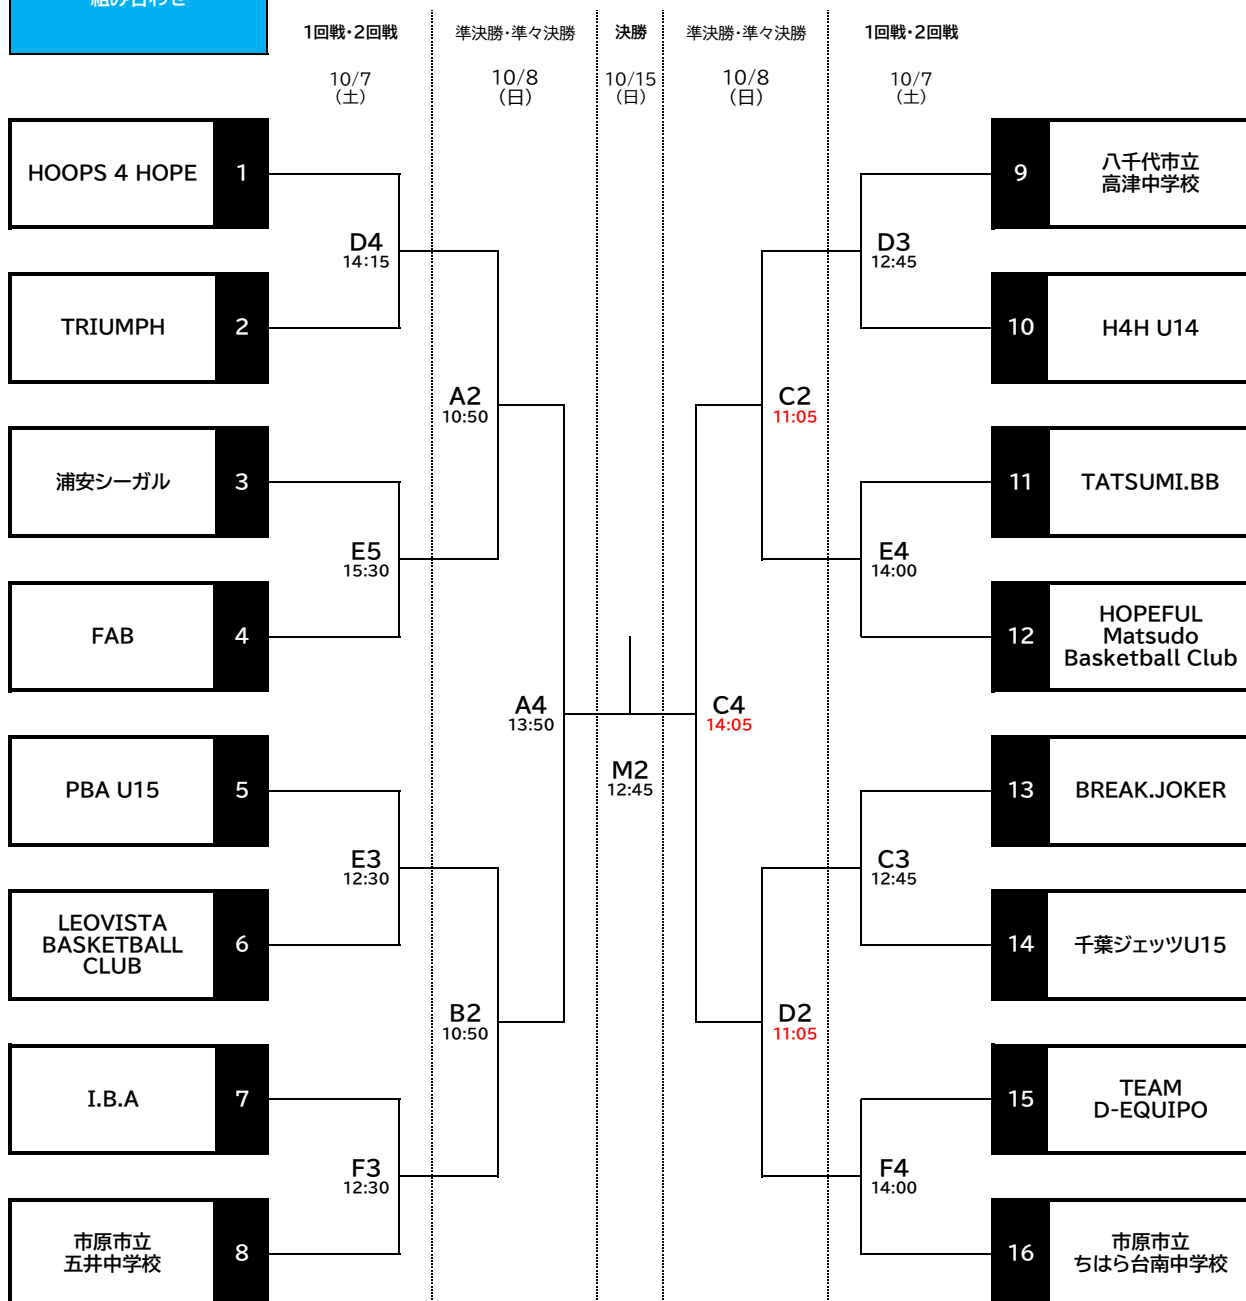 組み合わせ
1回戦・2回戦
準決勝・準々決勝
決勝
準決勝・準々決勝
1回戦・2回戦
10/7
(土)
10/8
(日)
10/15
(日)
10/8
(日)
10/7
(土)
HOOPS 4 HOPE
1
9
八千代市立
高津中学校
D4
14:15
D3
12:45
TRIUMPH
2
10
H4H U14
A2
10:50
C2
11:05
浦安シーガル
3
11
TATSUMI.BB
E5
15:30
E4
14:00
FAB
4
12
HOPEFUL
Matsudo
Basketball Club
A4
13:50
C4
14:05
M2
12:45
PBA U15
5
13
BREAK.JOKER
E3
12:30
C3
12:45
LEOVISTA
BASKETBALL
CLUB
6
14
千葉ジェッツU15
B2
10:50
D2
11:05
I.B.A
7
15
TEAM
D-EQUIPO
F3
12:30
F4
14:00
市原市立
五井中学校
8
16
市原市立
ちはら台南中学校